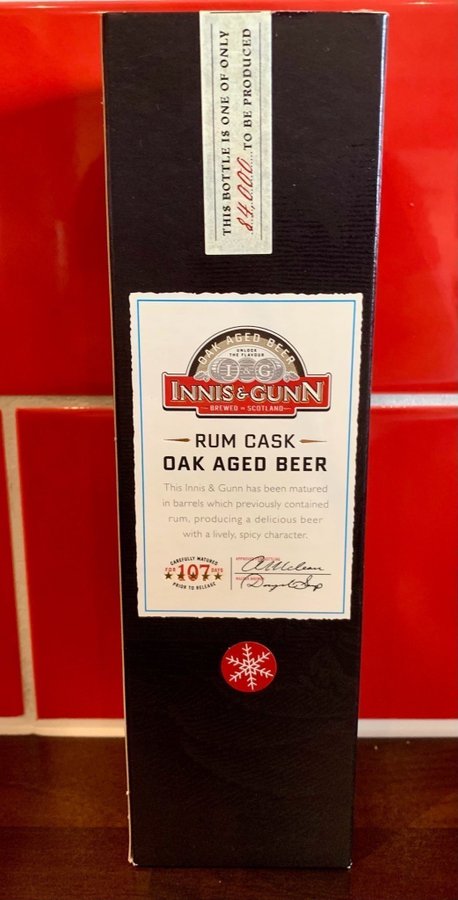 THIS BOTTLE IS ONE OF ONLY
84,000 TO BE PRODUCED
OAK AGED BEER
UNLOCK
THE FLAVOUR
I & G
INNIS & GUNN
BREWED IN SCOTLAND
RUM CASK
OAK AGED BEER
This Innis & Gunn has been matured
in barrels which previously contained
rum, producing a delicious beer
with a lively, spicy character.
CAREFULLY MATURED
FOR 107 DAYS
PRIOR TO RELEASE
MASTER BREWER